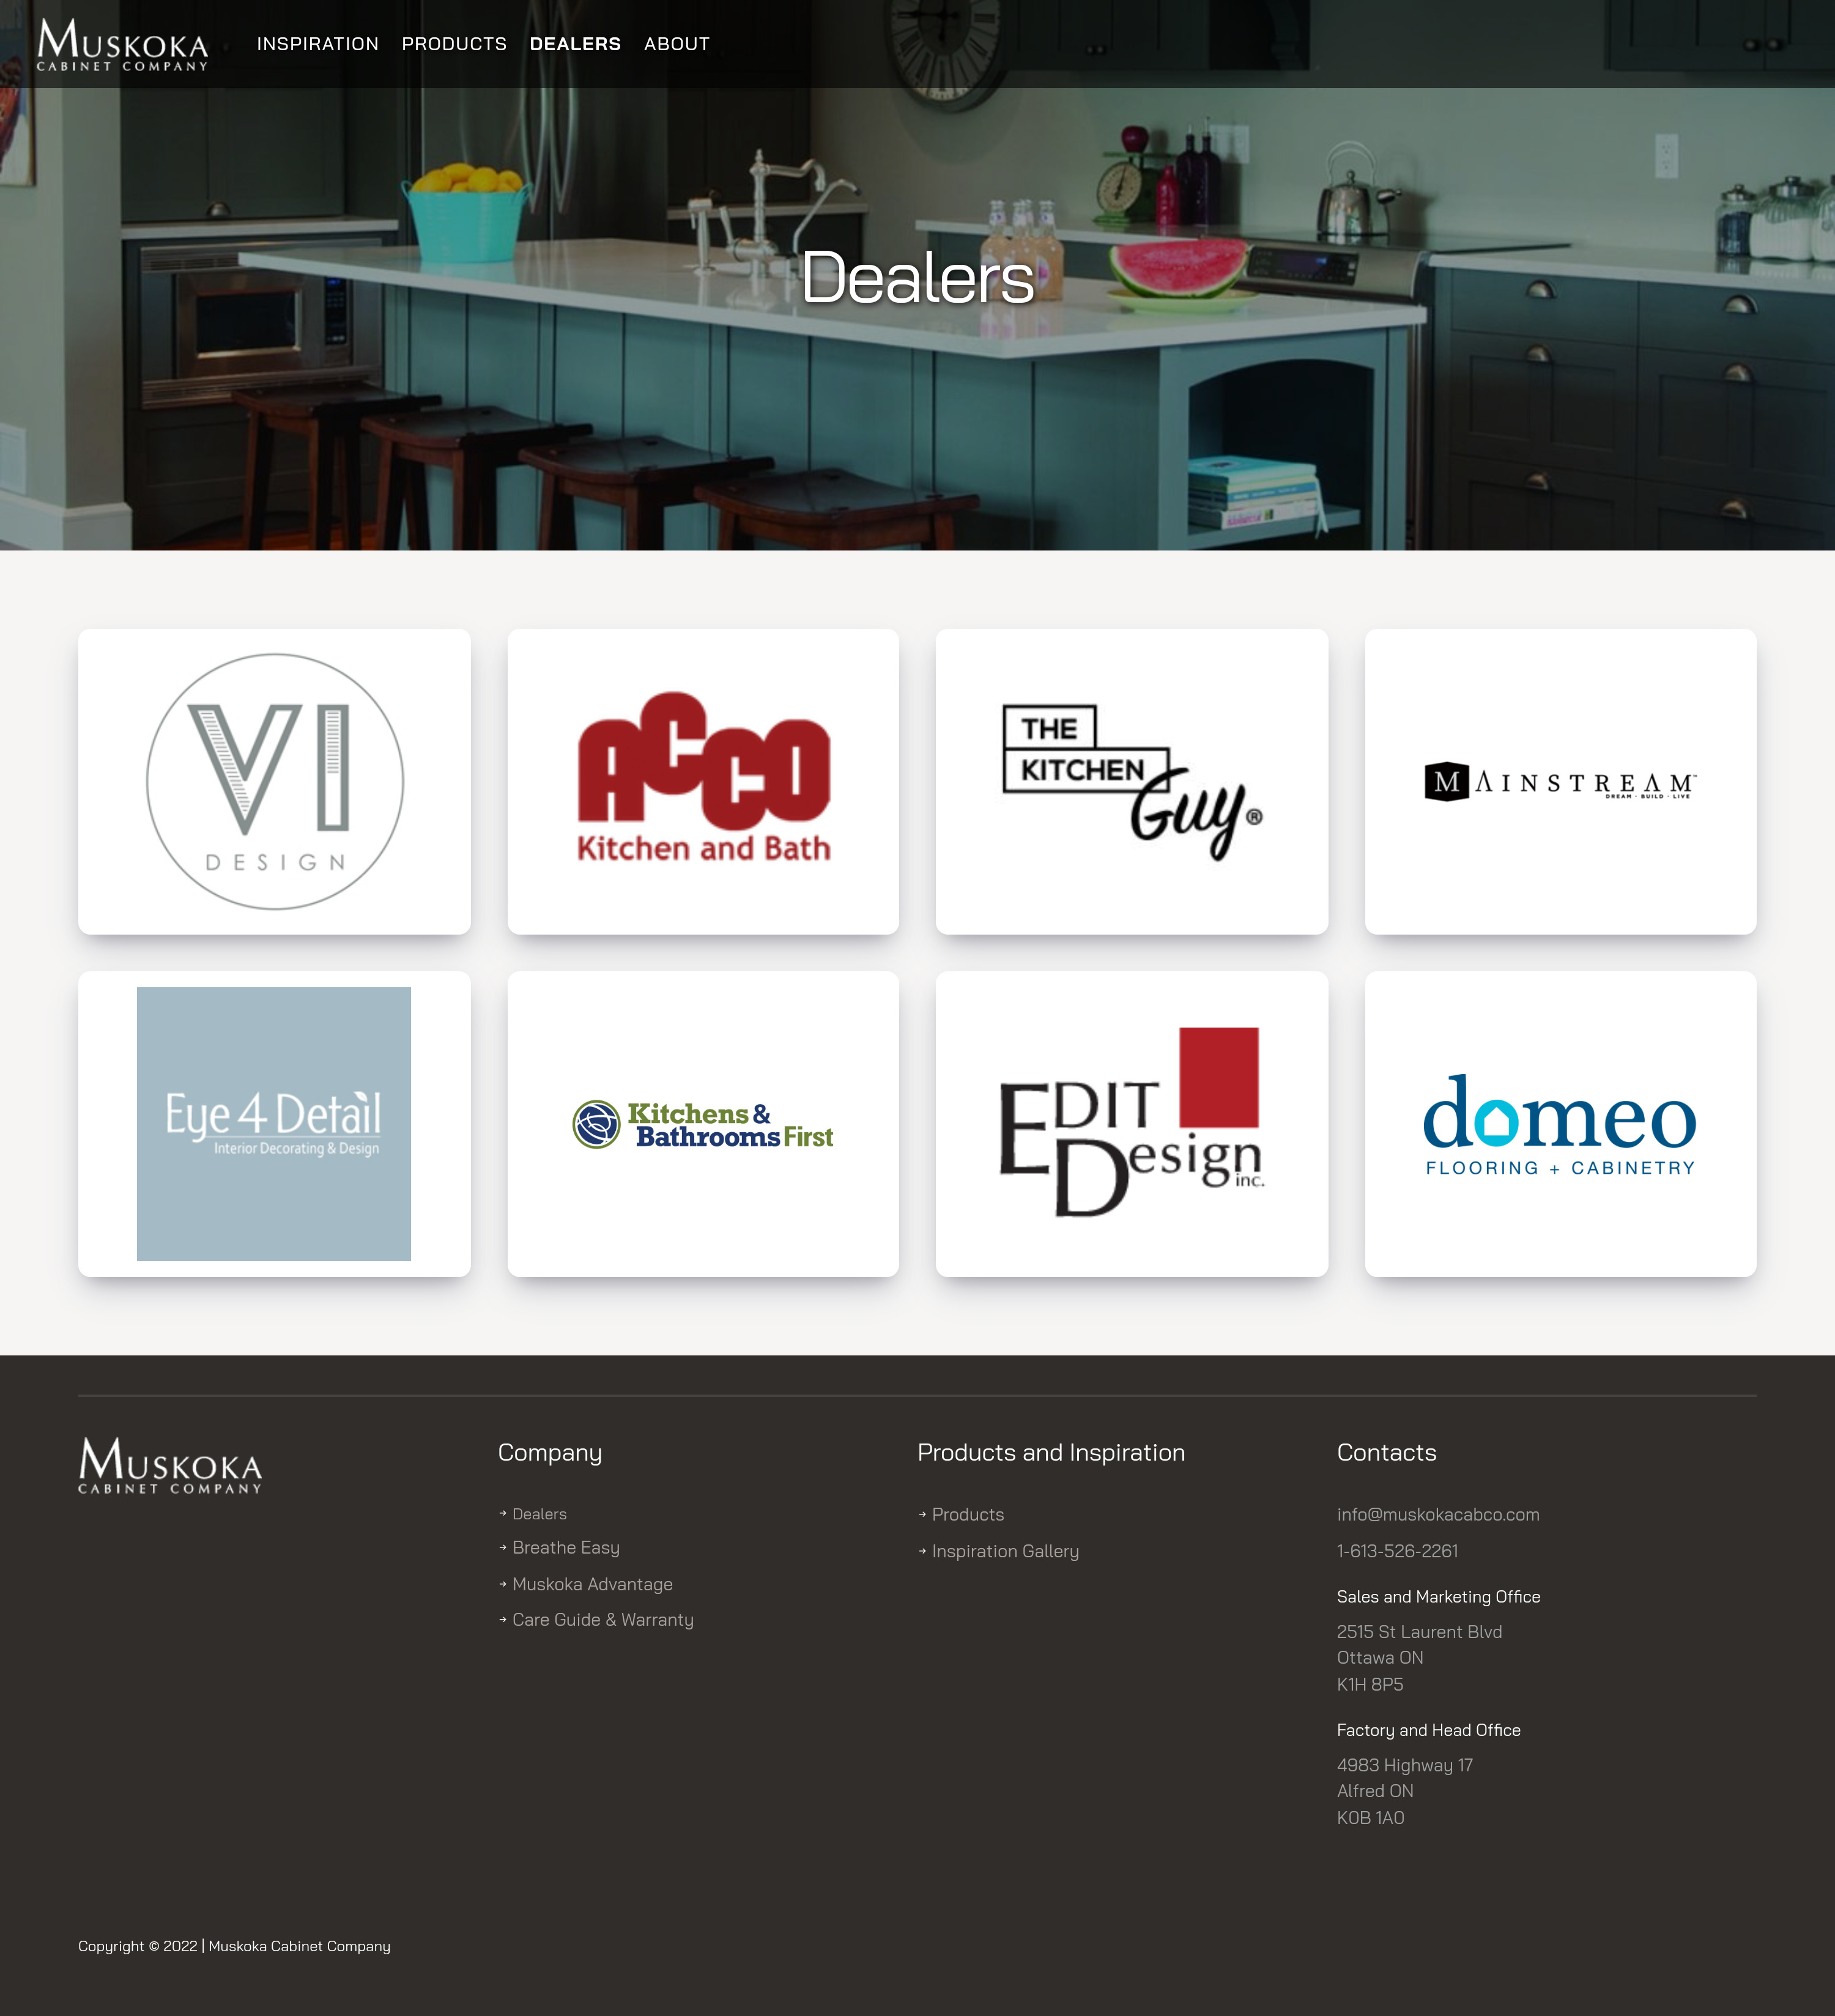 MUSKOKA
CABINET COMPANY
INSPIRATION PRODUCTS DEALERS ABOUT
Dealers
VI
DESIGN
ACCO
Kitchen and Bath
THE
KITCHEN
Guy®
MAINSTREAM™
DREAM · BUILD · LIVE
Eye 4 Detail
Interior Decorating & Design
Kitchens &
Bathrooms First
EDIT
Design
inc.
domeo
FLOORING + CABINETRY
MUSKOKA
CABINET COMPANY
Company
→ Dealers
→ Breathe Easy
→ Muskoka Advantage
→ Care Guide & Warranty
Products and Inspiration
→ Products
→ Inspiration Gallery
Contacts
info@muskokacabco.com
1-613-526-2261
Sales and Marketing Office
2515 St Laurent Blvd
Ottawa ON
K1H 8P5
Factory and Head Office
4983 Highway 17
Alfred ON
K0B 1A0
Copyright © 2022 | Muskoka Cabinet Company